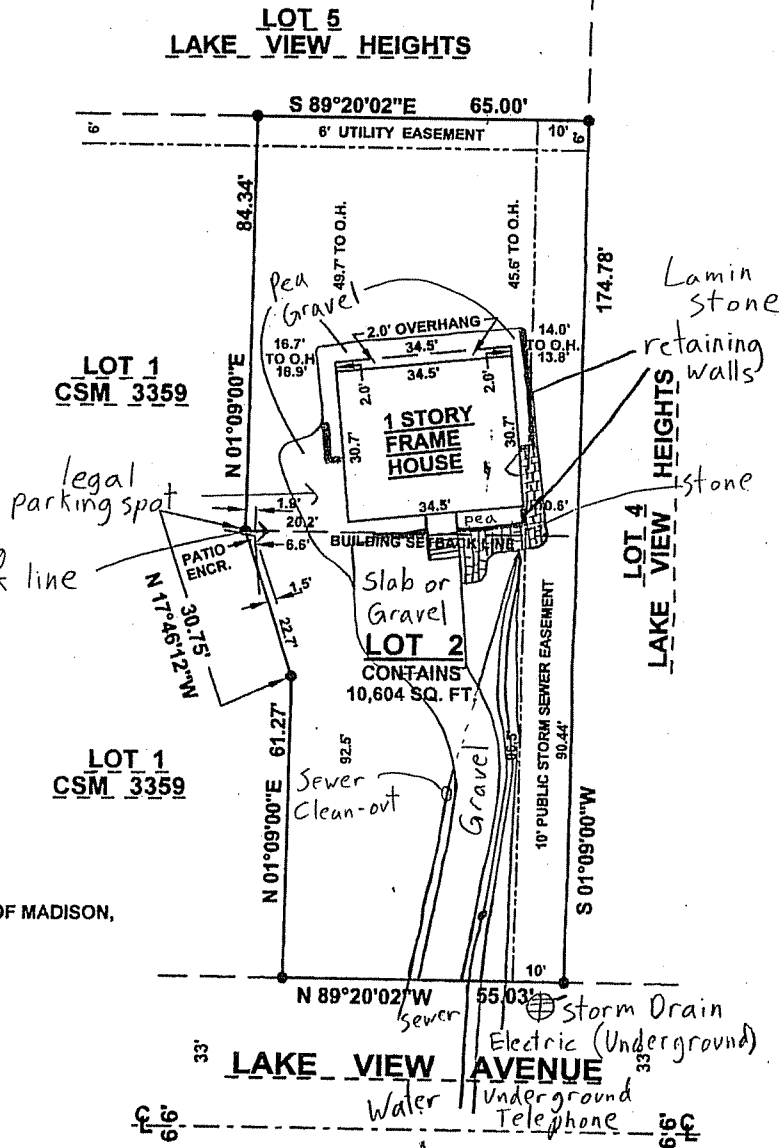 LOT 5
LAKE VIEW HEIGHTS
S 89°20'02"E 65.00'
6' UTILITY EASEMENT
10'
6'
6'
84.34'
N 01°09'00"E
49.7' TO O.H.
45.6' TO O.H.
174.78'
S 01°09'00"W
Pea
Gravel
Lamin
stone
retaining
walls
2.0' OVERHANG
16.7'
TO O.H.
16.9'
34.5'
34.5'
14.0'
TO O.H.
13.8'
2.0'
2.0'
LOT 1
CSM 3359
1 STORY
FRAME
HOUSE
30.7'
30.7'
34.5'
pea
10.6'
stone
LOT 4
LAKE VIEW HEIGHTS
legal
parking spot
1.9'
20.2'
6.6'
BUILDING SETBACK LINE
PATIO
ENCR.
k line
1.5'
22.7'
30.75'
N 17°46'12"W
Slab or
Gravel
LOT 2
CONTAINS
10,604 SQ. FT.
LOT 1
CSM 3359
61.27'
N 01°09'00"E
92.5'
Sewer
Clean-out
Gravel
10' PUBLIC STORM SEWER EASEMENT
90.44'
OF MADISON,
N 89°20'02"W 55.03'
10'
sewer
Storm Drain
Electric (Underground)
33'
33'
LAKE VIEW AVENUE
Water
Underground
Telephone
66'
66'